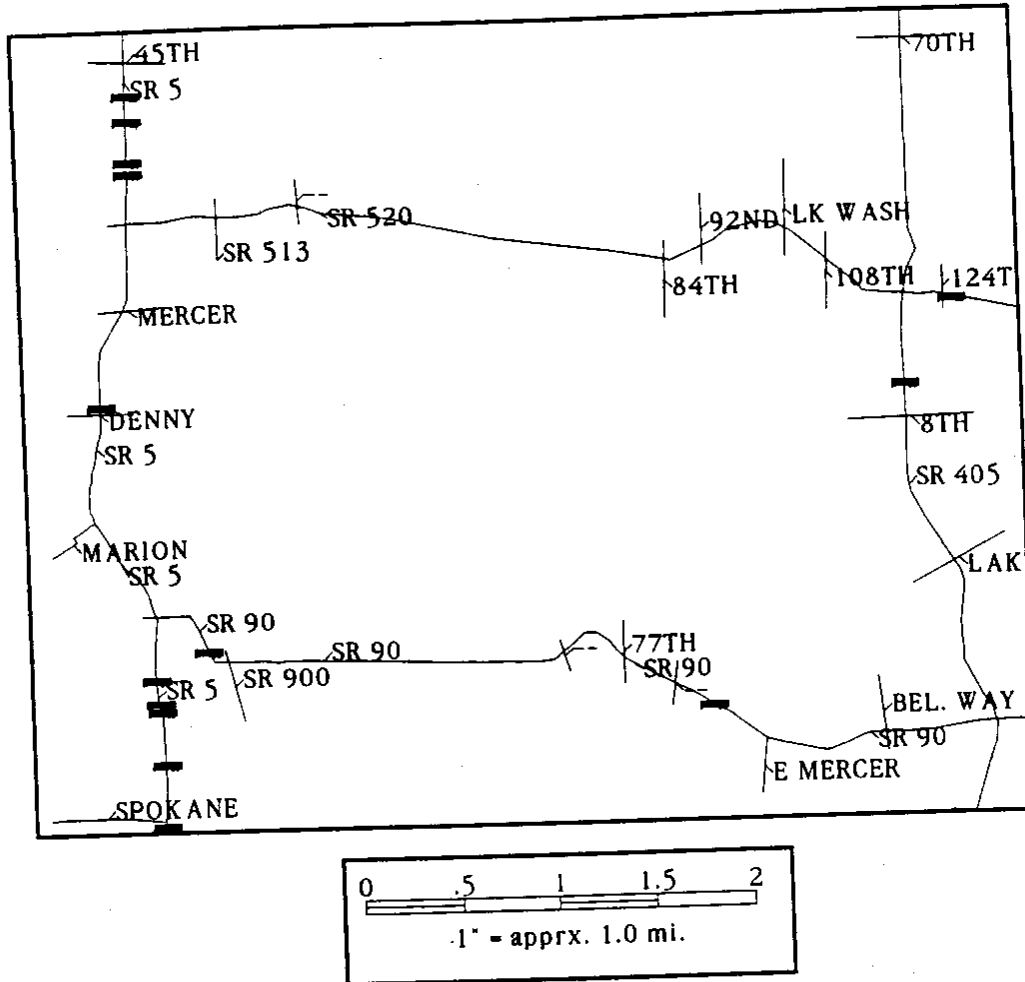 45TH
70TH
SR 5
92ND
LK WASH
SR 520
SR 513
84TH
108TH
124T
MERCER
DENNY
8TH
SR 5
SR 405
MARION
LAK
SR 5
SR 90
SR 90
77TH
SR 900
SR 90
SR 5
BEL. WAY
SR 90
E MERCER
SPOKANE
0 .5 1 1.5 2
1" = apprx. 1.0 mi.